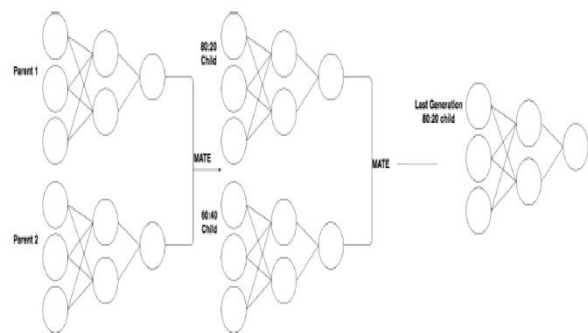 Parent 1
80:20
Child
MATE
Parent 2
60:40
Child
MATE
Last Generation
80:20 child